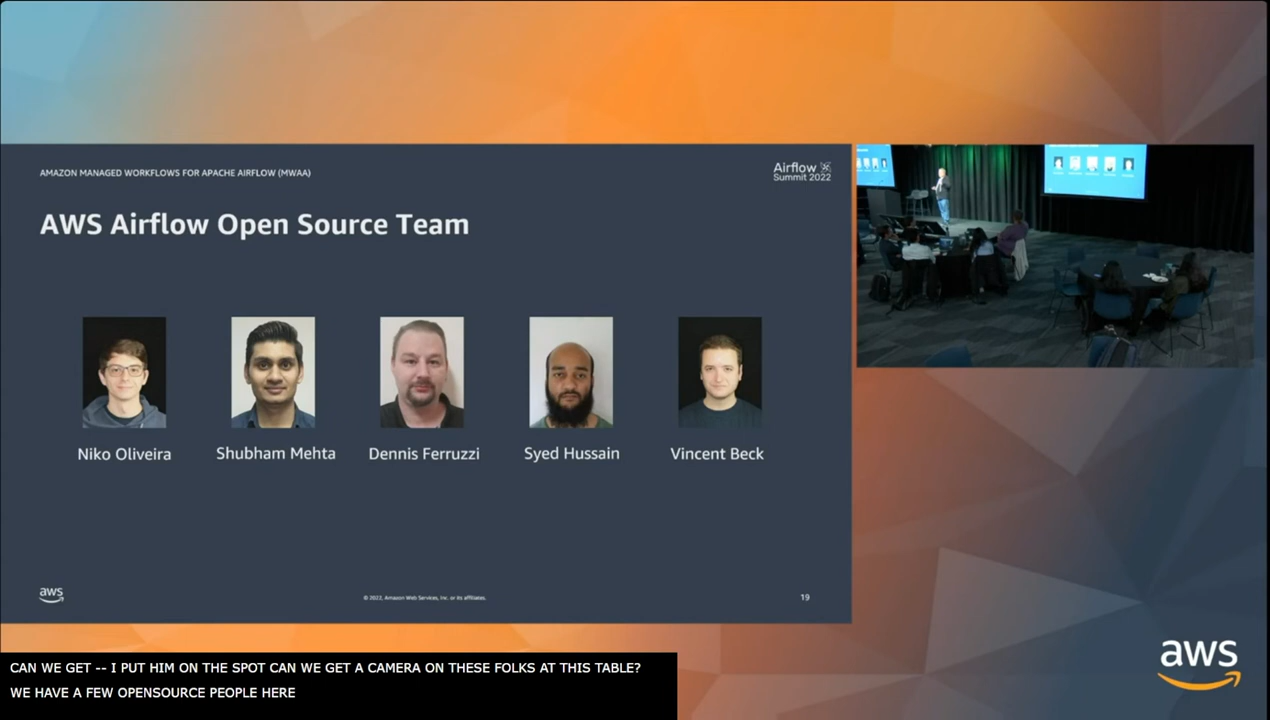 AMAZON MANAGED WORKFLOWS FOR APACHE AIRFLOW (MWAA)
Airflow
Summit 2022
AWS Airflow Open Source Team
Niko Oliveira
Shubham Mehta
Dennis Ferruzzi
Syed Hussain
Vincent Beck
aws
© 2023, Amazon Web Services, Inc. or its affiliates.
19
CAN WE GET -- I PUT HIM ON THE SPOT CAN WE GET A CAMERA ON THESE FOLKS AT THIS TABLE?
WE HAVE A FEW OPENSOURCE PEOPLE HERE
aws